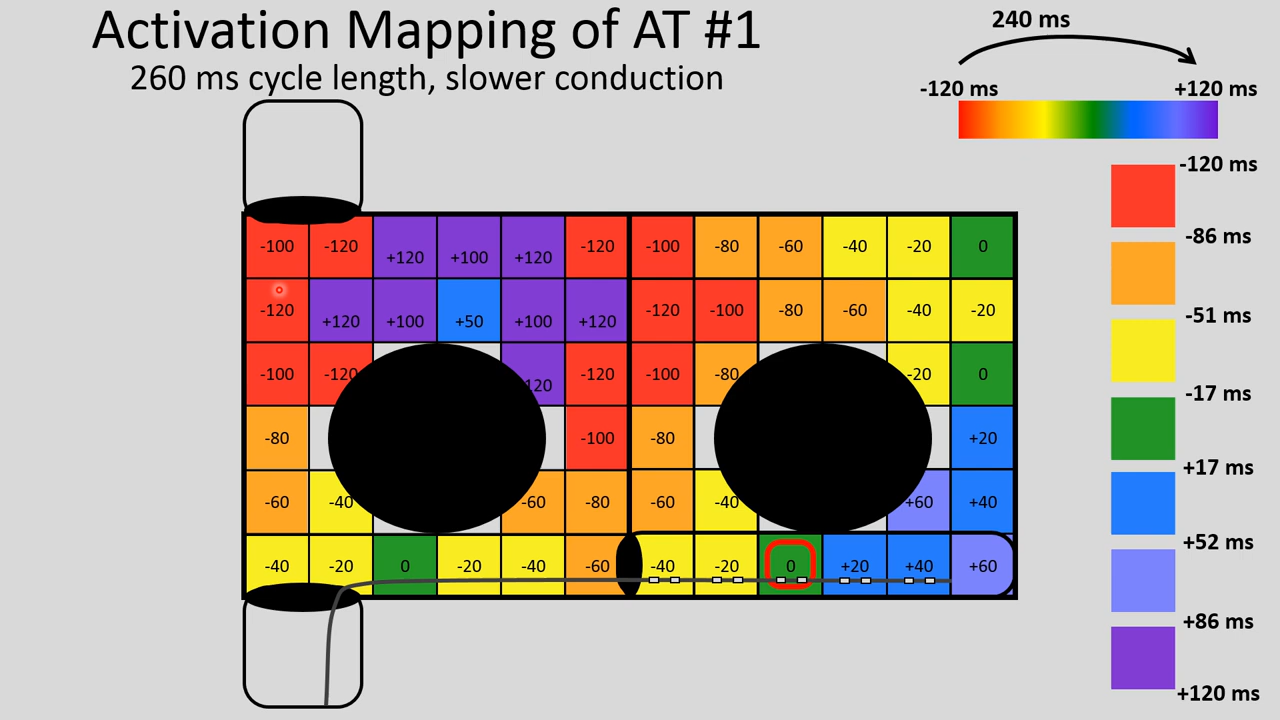 Activation Mapping of AT #1
260 ms cycle length, slower conduction
240 ms
-120 ms +120 ms
-120 ms
-86 ms
-51 ms
-17 ms
+17 ms
+52 ms
+86 ms
+120 ms
-100 -120 +120 +100 +120 -120 -100 -80 -60 -40 -20 0
-120 +120 +100 +50 +100 +120 -120 -100 -80 -60 -40 -20
-100 -120 120 -120 -100 -80 -20 0
-80 -100 -80 +20
-60 -40 -60 -80 -60 -40 +60 +40
-40 -20 0 -20 -40 -60 -40 -20 0 +20 +40 +60